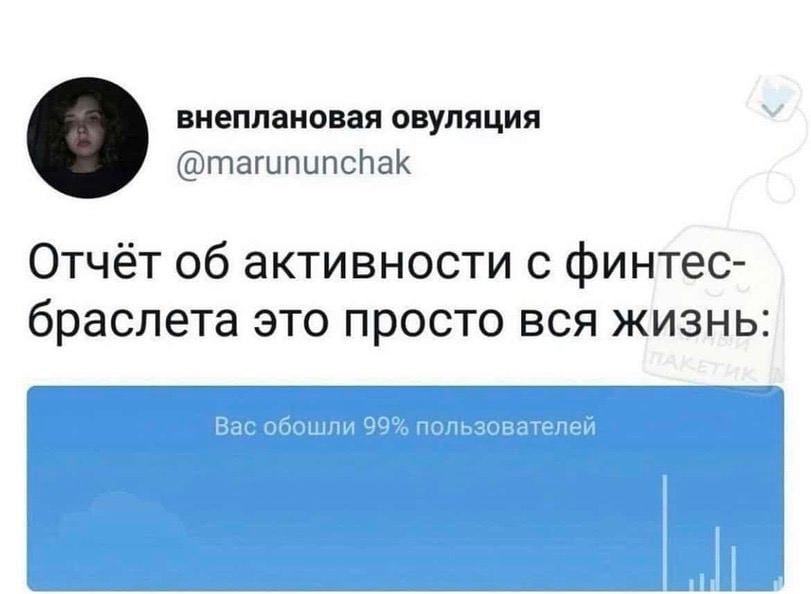 внеплановая овуляция
@marununchak
Отчёт об активности с финтес-
браслета это просто вся жизнь:
ПАКЕТИК
Вас обошли 99% пользователей